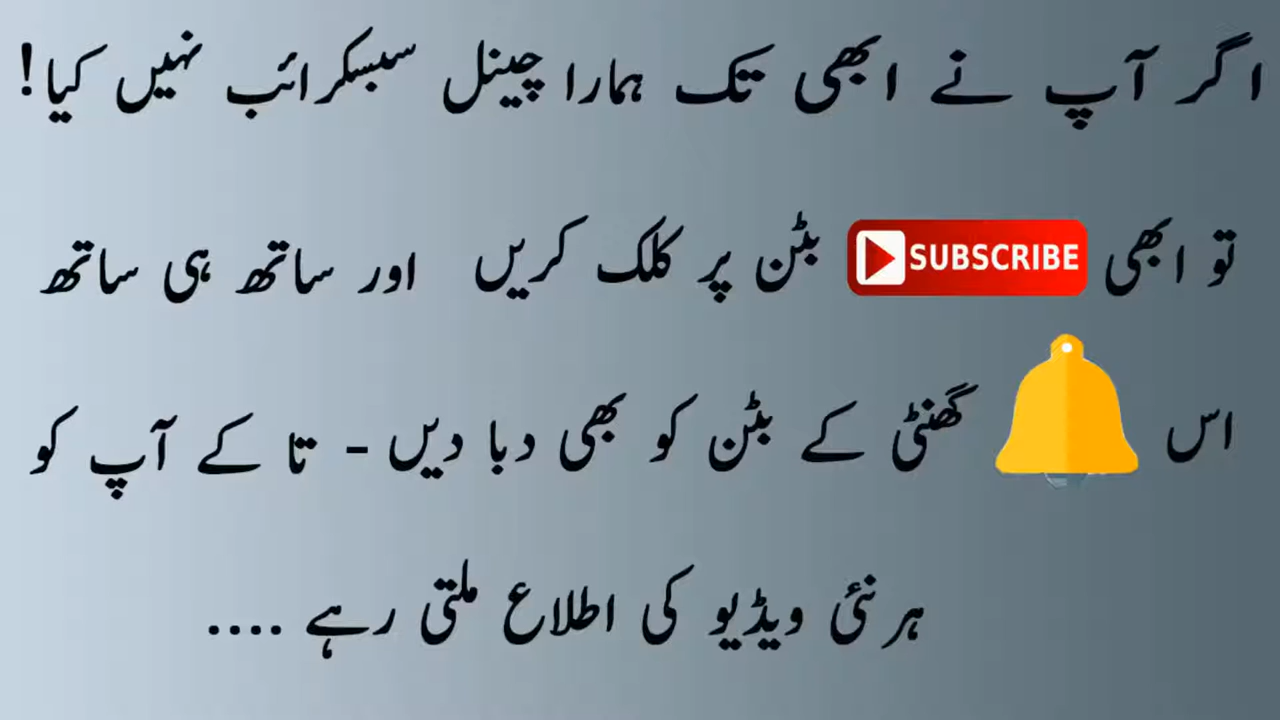 اگر آپ نے ابھی تک ہمارا چینل سبسکرائب نہیں کیا!
تو ابھی SUBSCRIBE بٹن پر کلک کریں اور ساتھ ہی ساتھ
اس گھنٹی کے بٹن کو بھی دبا دیں - تا کے آپ کو
ہر نئی ویڈیو کی اطلاع ملتی رہے ....